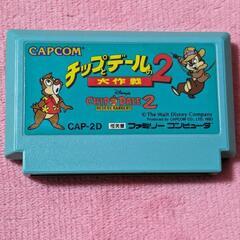 CAPCOM
チップとデールの
大作戦2
Disney's
CHIP 'N DALE
RESCUE RANGERS 2
© The Walt Disney Company
CAP-2D
ファミリーコンピュータ